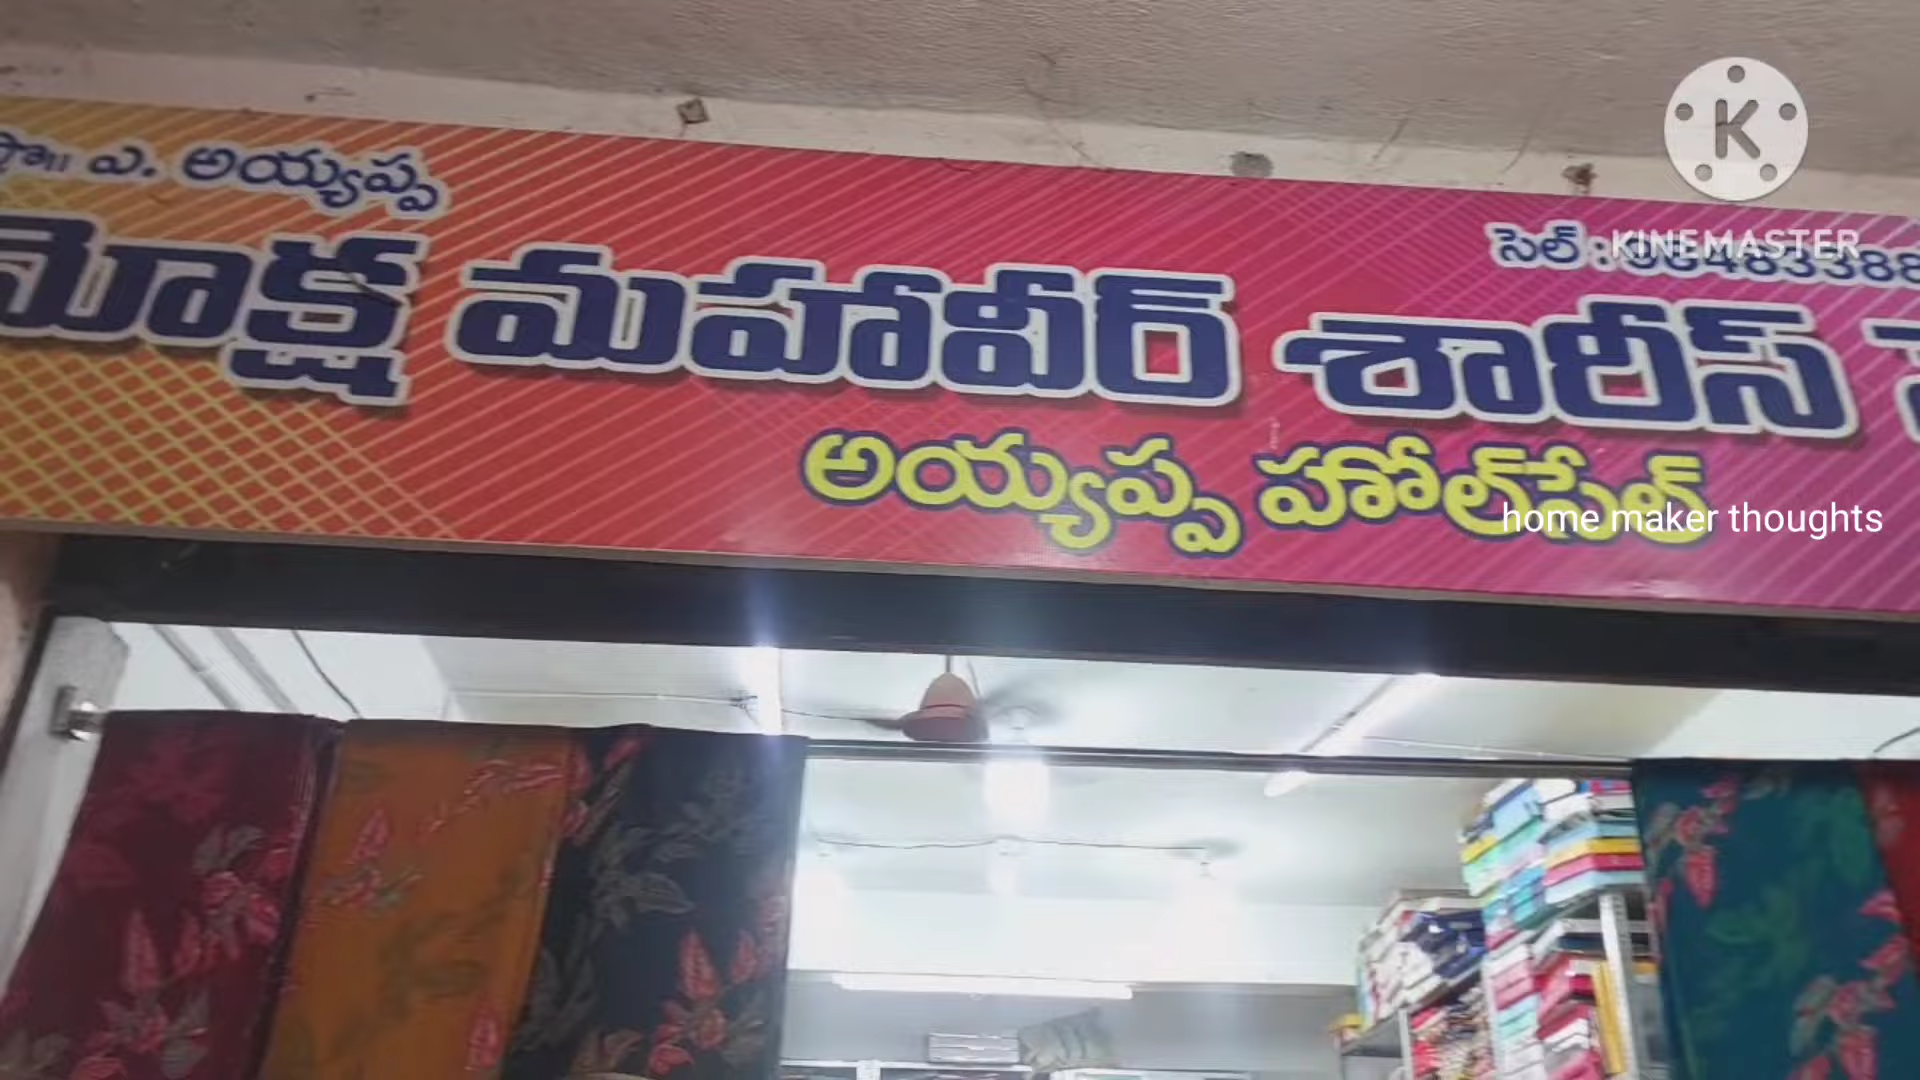 ప్రొ॥ ఎ. అయ్యప్ప
సెల్ :
మోక్ష మహావీర్ శారీస్
అయ్యప్ప హోల్‌సేల్
K
KINEMASTER
home maker thoughts